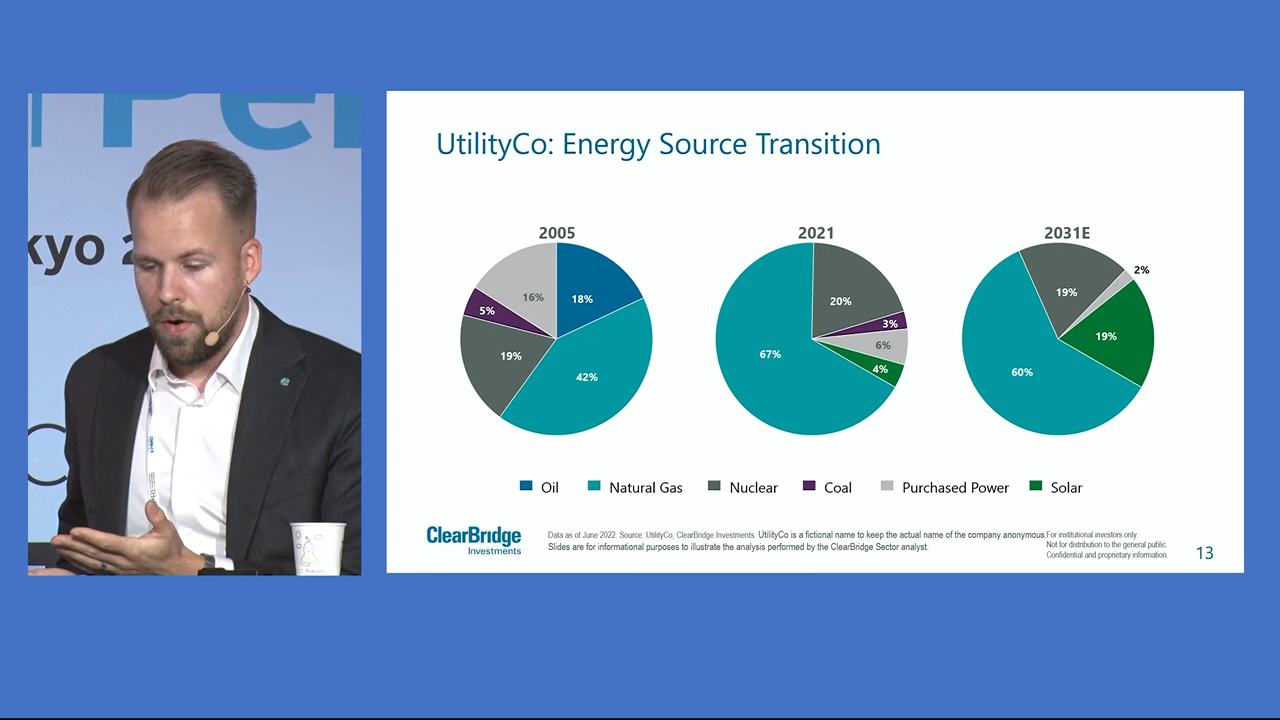 kyo 2
UtilityCo: Energy Source Transition
2005
16%
18%
5%
19%
42%
2021
20%
3%
67%
6%
4%
2031E
2%
19%
19%
60%
Oil
Natural Gas
Nuclear
Coal
Purchased Power
Solar
ClearBridge
Investments
Data as of June 2022. Source: UtilityCo, ClearBridge Investments. UtilityCo is a fictional name to keep the actual name of the company anonymous.
Slides are for informational purposes to illustrate the analysis performed by the ClearBridge Sector analyst.
For institutional investors only.
Not for distribution to the general public.
Confidential and proprietary information.
13